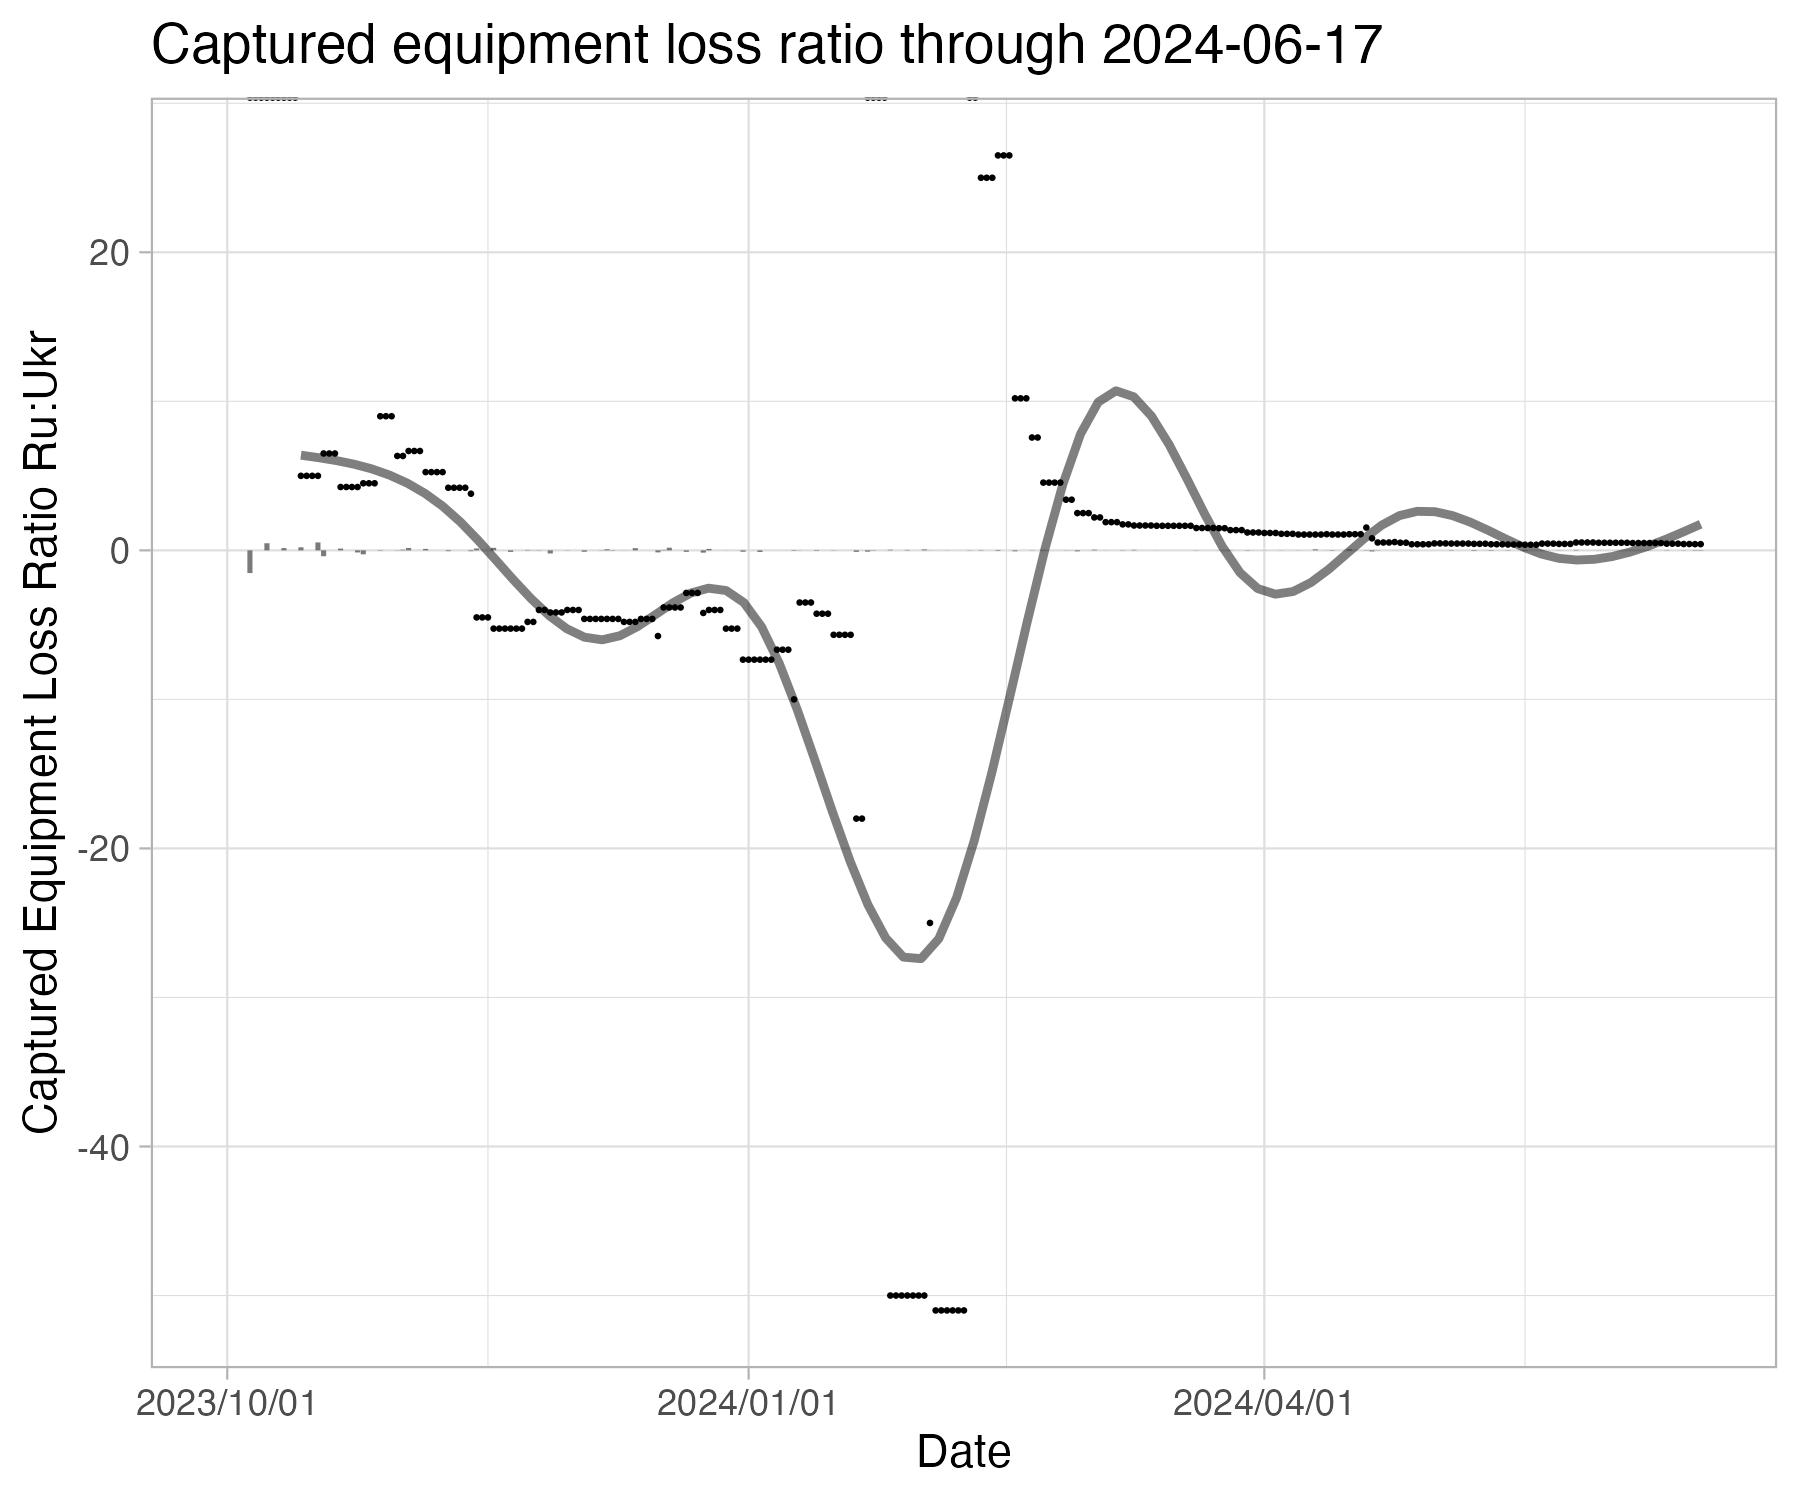 Captured equipment loss ratio through 2024-06-17
Captured Equipment Loss Ratio Ru:Ukr
20
0
-20
-40
2023/10/01
2024/01/01
2024/04/01
Date